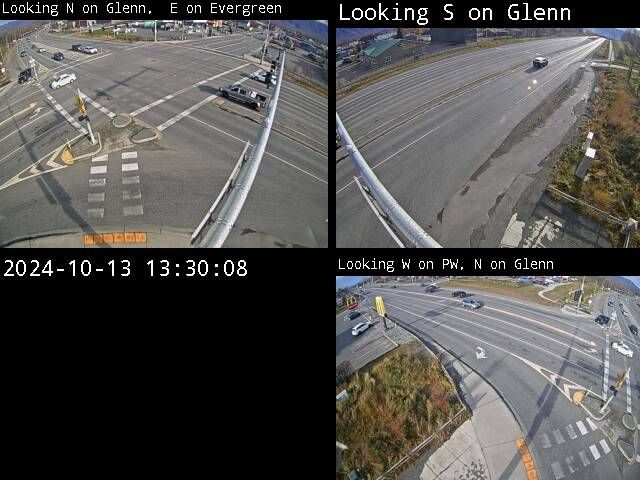 Looking N on Glenn, E on Evergreen
Looking S on Glenn
2024-10-13 13:30:08
Looking W on PW, N on Glenn